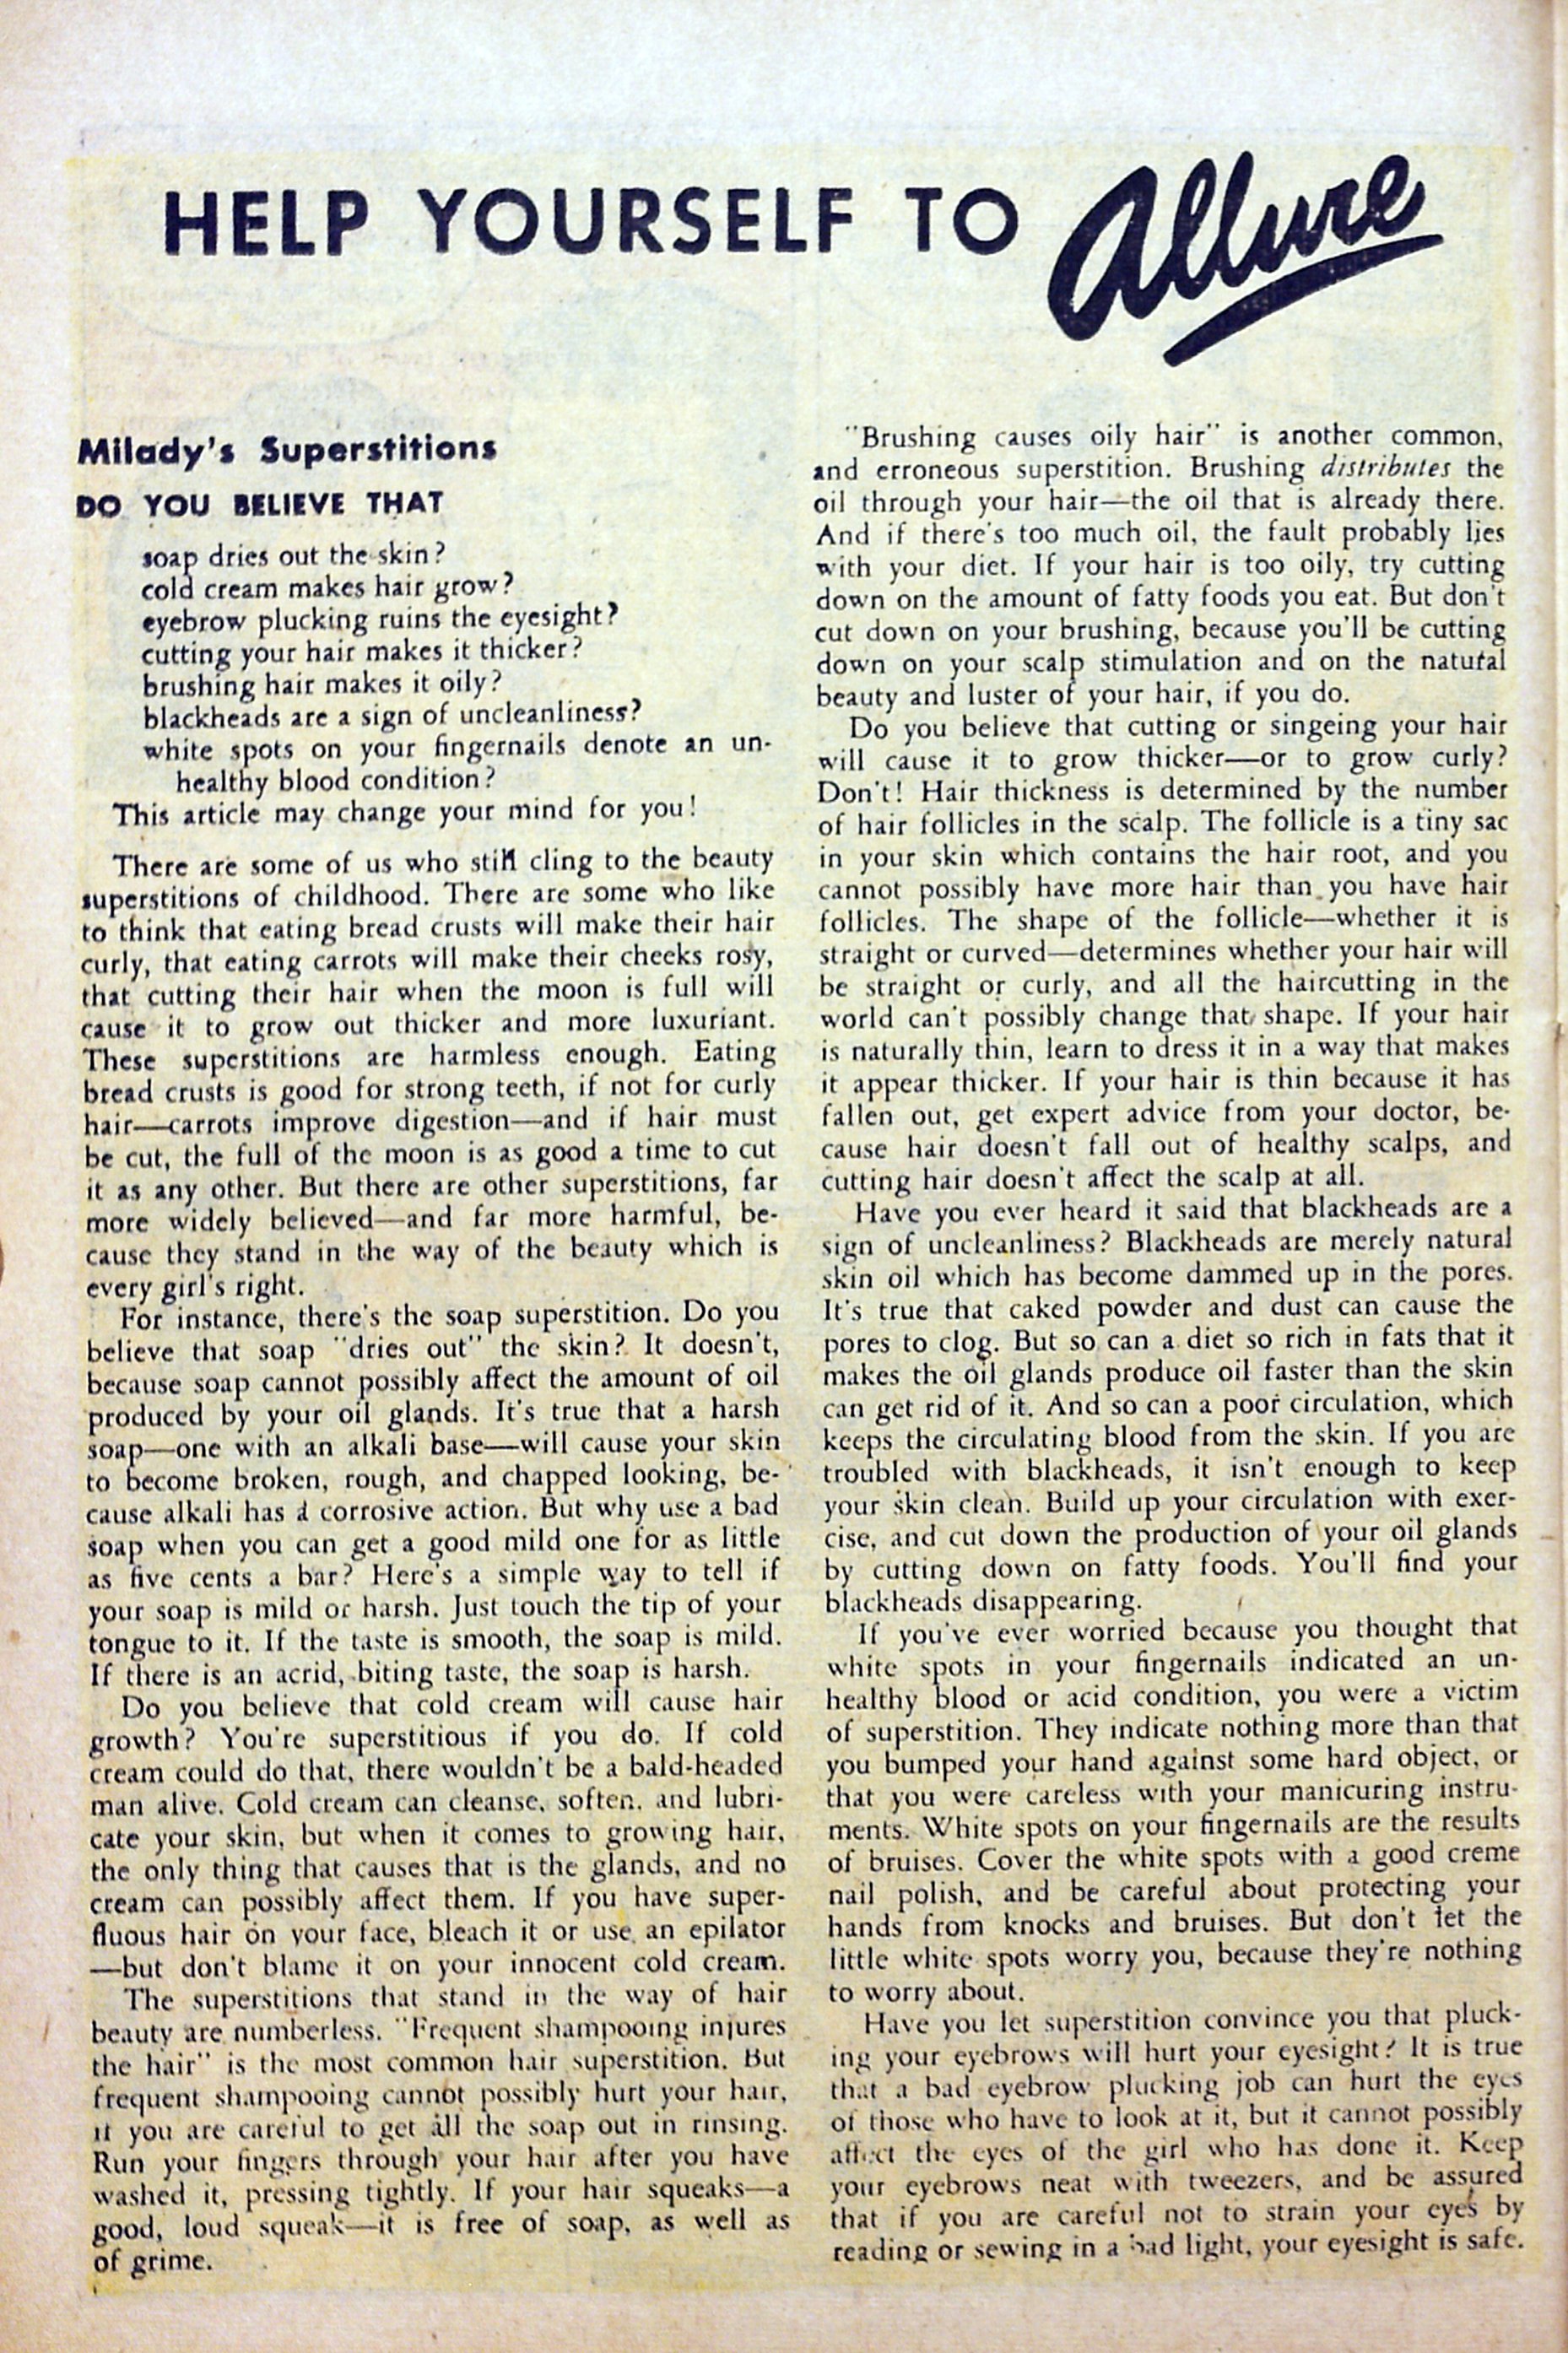 HELP YOURSELF TO Allure
Milady's Superstitions
DO YOU BELIEVE THAT
soap dries out the skin?
cold cream makes hair grow?
eyebrow plucking ruins the eyesight?
cutting your hair makes it thicker?
brushing hair makes it oily?
blackheads are a sign of uncleanliness?
white spots on your fingernails denote an un-
healthy blood condition?
This article may change your mind for you!
There are some of us who still cling to the beauty
superstitions of childhood. There are some who like
to think that eating bread crusts will make their hair
curly, that eating carrots will make their cheeks rosy,
that cutting their hair when the moon is full will
cause it to grow out thicker and more luxuriant.
These superstitions are harmless enough. Eating
bread crusts is good for strong teeth, if not for curly
hair—carrots improve digestion—and if hair must
be cut, the full of the moon is as good a time to cut
it as any other. But there are other superstitions, far
more widely believed—and far more harmful, be-
cause they stand in the way of the beauty which is
every girl's right.
For instance, there's the soap superstition. Do you
believe that soap "dries out" the skin? It doesn't,
because soap cannot possibly affect the amount of oil
produced by your oil glands. It's true that a harsh
soap—one with an alkali base—will cause your skin
to become broken, rough, and chapped looking, be-
cause alkali has a corrosive action. But why use a bad
soap when you can get a good mild one for as little
as five cents a bar? Here's a simple way to tell if
your soap is mild or harsh. Just touch the tip of your
tongue to it. If the taste is smooth, the soap is mild.
If there is an acrid, biting taste, the soap is harsh.
Do you believe that cold cream will cause hair
growth? You're superstitious if you do. If cold
cream could do that, there wouldn't be a bald-headed
man alive. Cold cream can cleanse, soften, and lubri-
cate your skin, but when it comes to growing hair,
the only thing that causes that is the glands, and no
cream can possibly affect them. If you have super-
fluous hair on your face, bleach it or use an epilator
—but don't blame it on your innocent cold cream.
The superstitions that stand in the way of hair
beauty are numberless. "Frequent shampooing injures
the hair" is the most common hair superstition. But
frequent shampooing cannot possibly hurt your hair,
if you are careful to get all the soap out in rinsing.
Run your fingers through your hair after you have
washed it, pressing tightly. If your hair squeaks—a
good, loud squeak—it is free of soap, as well as
of grime.
"Brushing causes oily hair" is another common,
and erroneous superstition. Brushing distributes the
oil through your hair—the oil that is already there.
And if there's too much oil, the fault probably lies
with your diet. If your hair is too oily, try cutting
down on the amount of fatty foods you eat. But don't
cut down on your brushing, because you'll be cutting
down on your scalp stimulation and on the natural
beauty and luster of your hair, if you do.
Do you believe that cutting or singeing your hair
will cause it to grow thicker—or to grow curly?
Don't! Hair thickness is determined by the number
of hair follicles in the scalp. The follicle is a tiny sac
in your skin which contains the hair root, and you
cannot possibly have more hair than you have hair
follicles. The shape of the follicle—whether it is
straight or curved—determines whether your hair will
be straight or curly, and all the haircutting in the
world can't possibly change that shape. If your hair
is naturally thin, learn to dress it in a way that makes
it appear thicker. If your hair is thin because it has
fallen out, get expert advice from your doctor, be-
cause hair doesn't fall out of healthy scalps, and
cutting hair doesn't affect the scalp at all.
Have you ever heard it said that blackheads are a
sign of uncleanliness? Blackheads are merely natural
skin oil which has become dammed up in the pores.
It's true that caked powder and dust can cause the
pores to clog. But so can a diet so rich in fats that it
makes the oil glands produce oil faster than the skin
can get rid of it. And so can a poor circulation, which
keeps the circulating blood from the skin. If you are
troubled with blackheads, it isn't enough to keep
your skin clean. Build up your circulation with exer-
cise, and cut down the production of your oil glands
by cutting down on fatty foods. You'll find your
blackheads disappearing.
If you've ever worried because you thought that
white spots in your fingernails indicated an un-
healthy blood or acid condition, you were a victim
of superstition. They indicate nothing more than that
you bumped your hand against some hard object, or
that you were careless with your manicuring instru-
ments. White spots on your fingernails are the results
of bruises. Cover the white spots with a good creme
nail polish, and be careful about protecting your
hands from knocks and bruises. But don't let the
little white spots worry you, because they're nothing
to worry about.
Have you let superstition convince you that pluck-
ing your eyebrows will hurt your eyesight? It is true
that a bad eyebrow plucking job can hurt the eyes
of those who have to look at it, but it cannot possibly
affect the eyes of the girl who has done it. Keep
your eyebrows neat with tweezers, and be assured
that if you are careful not to strain your eyes by
reading or sewing in a bad light, your eyesight is safe.